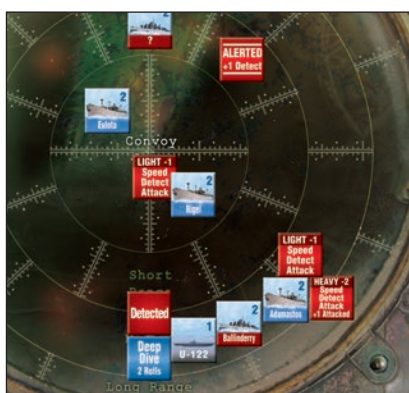 2
?
ALERTED
+1 Detect
2
Eulota
Convoy
LIGHT -1
Speed
Detect
Attack
2
Rigel
Short
LIGHT -1
Speed
Detect
Attack
Detected
HEAVY -2
Speed
Detect
Attack
+1 Attacked
2
Adamastos
2
Ballinderry
1
U-122
Deep
Dive
2 Rolls
Long Range